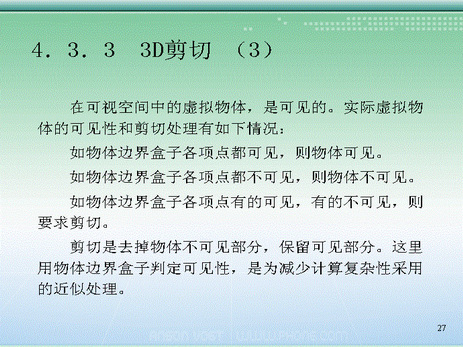 4．3．3  3D剪切 （3）
在可视空间中的虚拟物体，是可见的。实际虚拟物
体的可见性和剪切处理有如下情况：
如物体边界盒子各项点都可见，则物体可见。
如物体边界盒子各项点都不可见，则物体不可见。
如物体边界盒子各项点有的可见，有的不可见，则
要求剪切。
剪切是去掉物体不可见部分，保留可见部分。这里
用物体边界盒子判定可见性，是为减少计算复杂性采用
的近似处理。
27